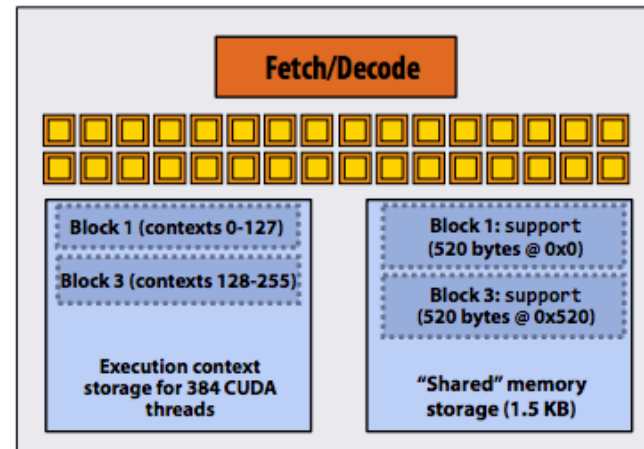 Fetch/Decode
Block 1 (contexts 0-127)
Block 3 (contexts 128-255)
Execution context
storage for 384 CUDA
threads
Block 1: support
(520 bytes @ 0x0)
Block 3: support
(520 bytes @ 0x520)
“Shared” memory
storage (1.5 KB)